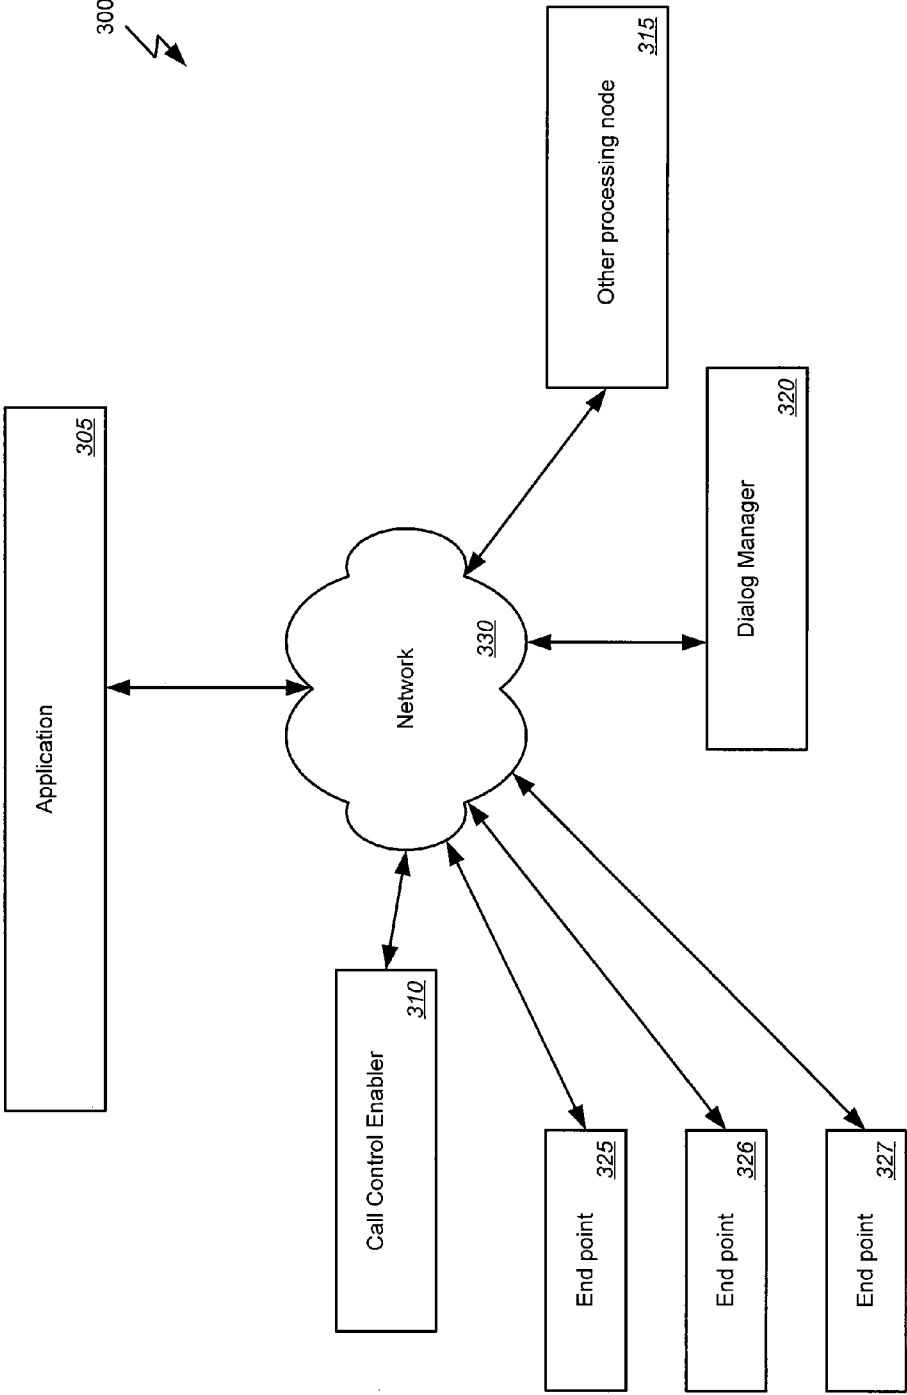 300
Application
305
Call Control Enabler
310
Network
330
End point
325
End point
326
End point
327
Dialog Manager
320
Other processing node
315